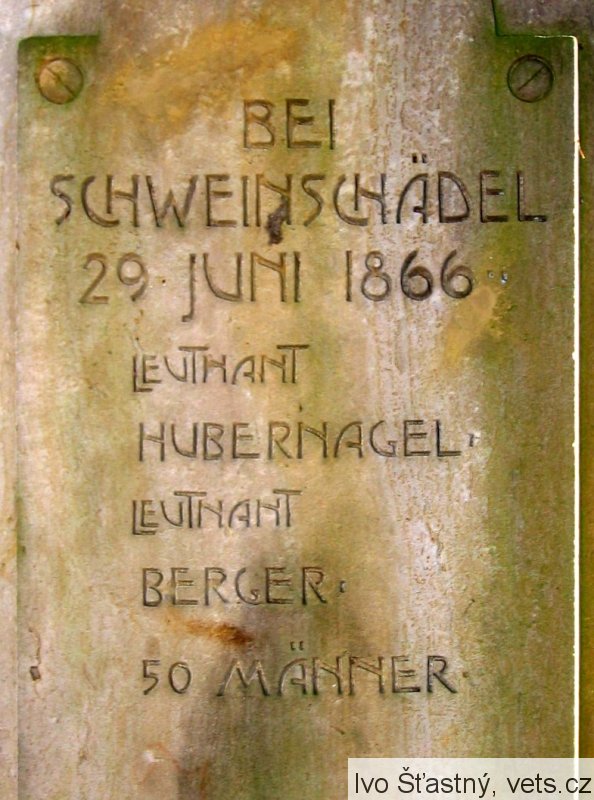 BEI
SCHWEINSCHÄDEL
29 JUNI 1866.
LEUTNANT
HUBERNAGEL.
LEUTNANT
BERGER.
50 MÄNNER.
Ivo Šťastný, vets.cz